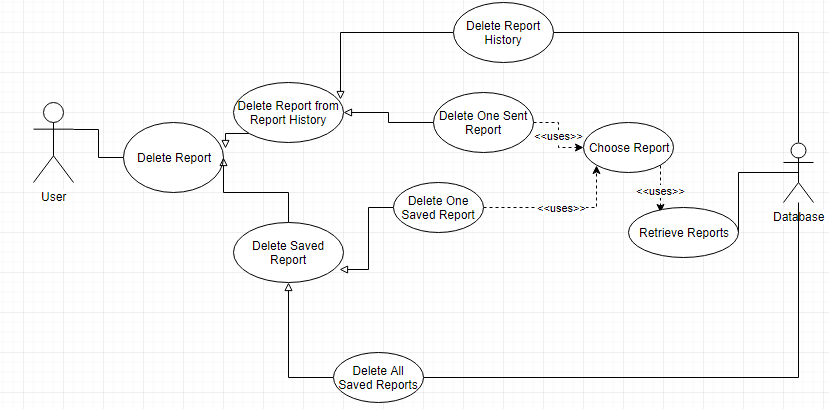 Delete Report
History
Delete Report from
Report History
Delete One Sent
Report
<<uses>>
Choose Report
Delete Report
User
<<uses>>
Delete One
Saved Report
<<uses>>
Database
Retrieve Reports
Delete Saved
Report
Delete All
Saved Reports